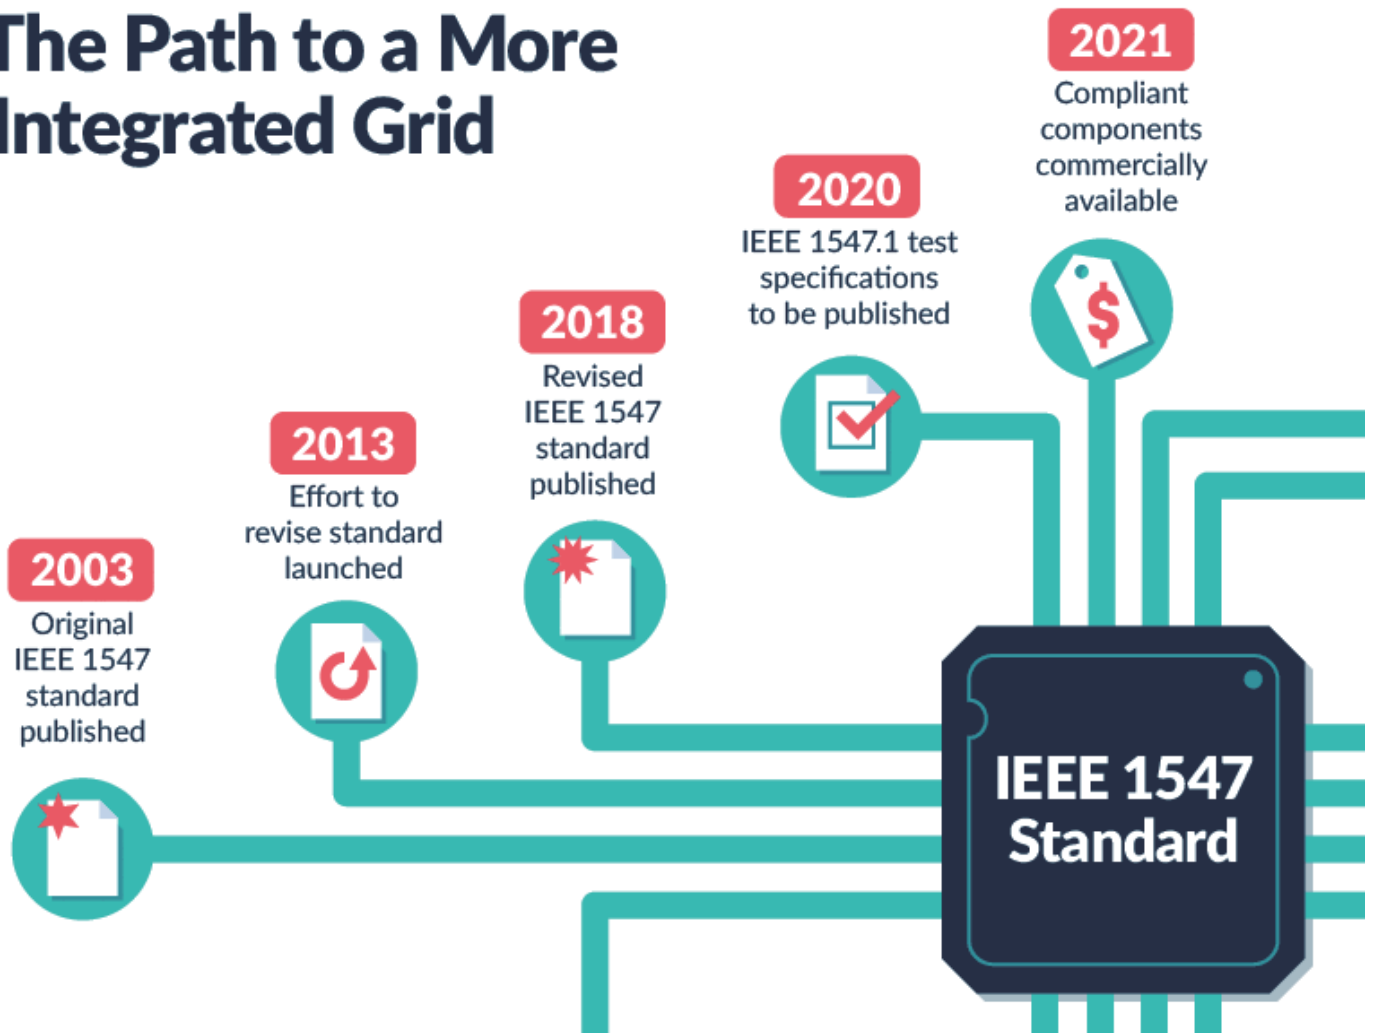 The Path to a More
Integrated Grid
2021
Compliant
components
commercially
available
2020
IEEE 1547.1 test
specifications
to be published
2018
Revised
IEEE 1547
standard
published
2013
Effort to
revise standard
launched
2003
Original
IEEE 1547
standard
published
$
IEEE 1547
Standard